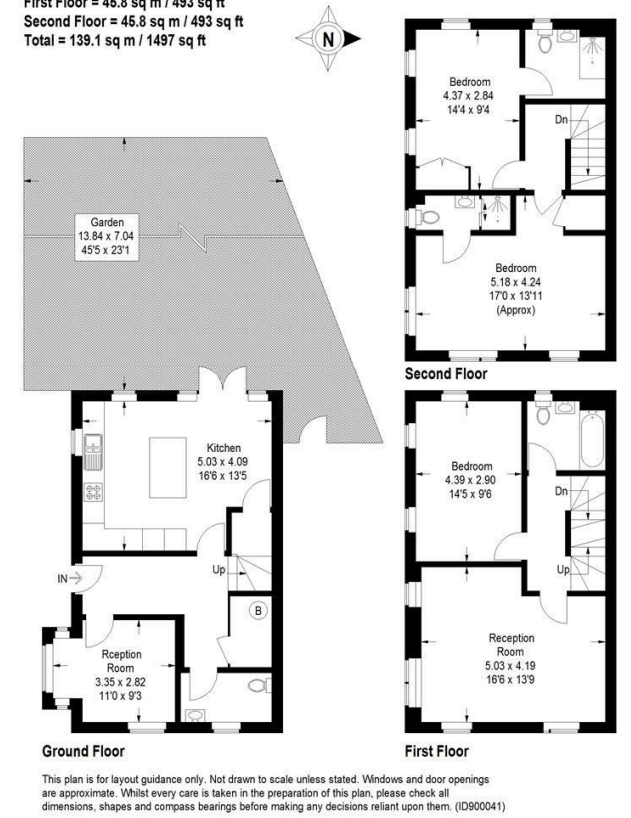 First Floor = 45.8 sq m / 493 sq ft
Second Floor = 45.8 sq m / 493 sq ft
Total = 139.1 sq m / 1497 sq ft
N
Bedroom
4.37 x 2.84
14'4 x 9'4
Dn
Garden
13.84 x 7.04
45'5 x 23'1
Bedroom
5.18 x 4.24
17'0 x 13'11
(Approx)
Second Floor
Kitchen
5.03 x 4.09
16'6 x 13'5
Bedroom
4.39 x 2.90
14'5 x 9'6
Dn
Up
IN
Up
B
Rception
Room
3.35 x 2.82
11'0 x 9'3
Reception
Room
5.03 x 4.19
16'6 x 13'9
Ground Floor
First Floor
This plan is for layout guidance only. Not drawn to scale unless stated. Windows and door openings
are approximate. Whilst every care is taken in the preparation of this plan, please check all
dimensions, shapes and compass bearings before making any decisions reliant upon them. (ID900041)